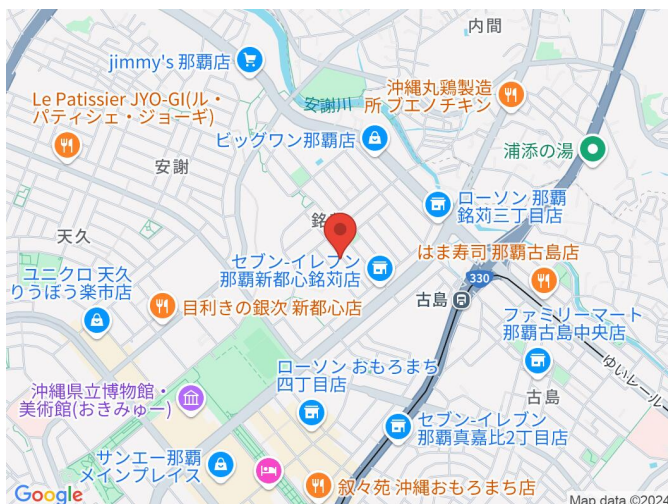 内間
jimmy's 那覇店
沖縄丸鶏製造
所 ブエノチキン
Le Patissier JYO-GI(ル・
パティシェ・ジョーギ)
安謝川
ビッグワン那覇店
浦添の湯
安謝
ローソン 那覇
銘苅三丁目店
天久
セブン-イレブン
那覇新都心銘苅店
はま寿司 那覇古島店
ユニクロ 天久
りうぼう楽市店
330
目利きの銀次 新都心店
古島
ファミリーマート
那覇古島中央店
ゆいレール
ローソン おもろまち
四丁目店
沖縄県立博物館・
美術館(おきみゅー)
古島
セブン-イレブン
那覇真嘉比2丁目店
サンエー那覇
メインプレイス
叙々苑 沖縄おもろまち店
Google
Map data ©2024